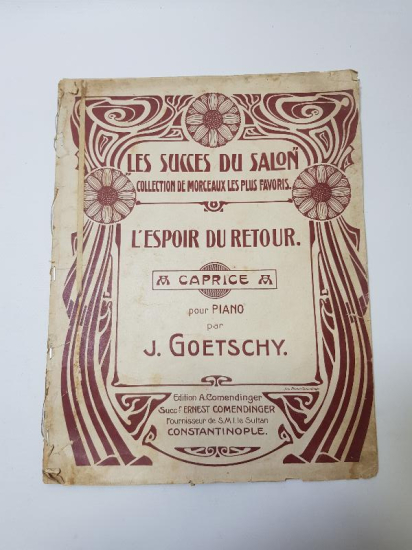 LES SUCCES DU SALON
COLLECTION DE MORCEAUX LES PLUS FAVORIS.
L'ESPOIR DU RETOUR.
CAPRICE
pour PIANO
par
J. GOETSCHY.
Edition A. Comendinger
Succ.r ERNEST COMENDINGER
Fournisseur de S.M.I. le Sultan
CONSTANTINOPLE.